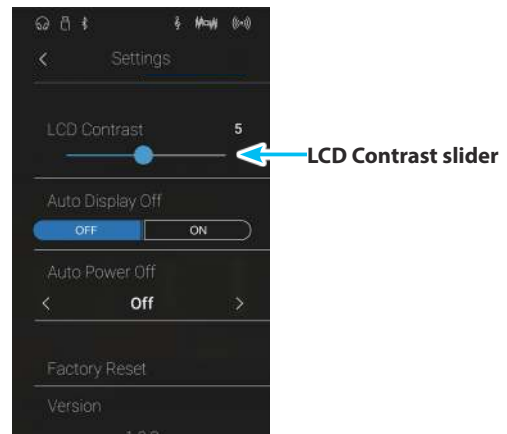 Settings
LCD Contrast 5
LCD Contrast slider
Auto Display Off
OFF ON
Auto Power Off
< Off >
Factory Reset
Version